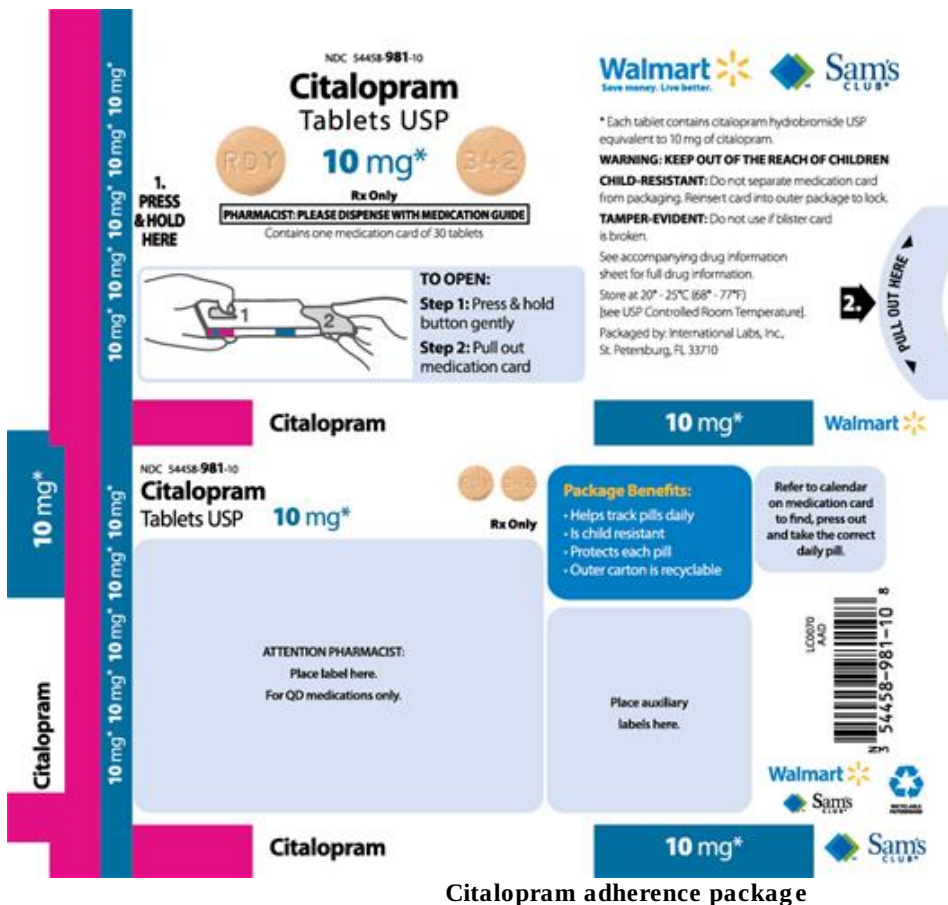 NDC 54458-981-10
Citalopram
Tablets USP
10 mg*
RDY
342
Rx Only
PHARMACIST: PLEASE DISPENSE WITH MEDICATION GUIDE
Contains one medication card of 30 tablets
1.
PRESS
& HOLD
HERE
1
2
TO OPEN:
Step 1: Press & hold
button gently
Step 2: Pull out
medication card
Walmart
Save money. Live better.
Sam's
CLUB®
* Each tablet contains citalopram hydrobromide USP
equivalent to 10 mg of citalopram.
WARNING: KEEP OUT OF THE REACH OF CHILDREN
CHILD-RESISTANT: Do not separate medication card
from packaging. Reinsert card into outer package to lock.
TAMPER-EVIDENT: Do not use if blister card
is broken.
See accompanying drug information
sheet for full drug information.
Store at 20° - 25°C (68° - 77°F)
[see USP Controlled Room Temperature].
Packaged by: International Labs, Inc.,
St. Petersburg, FL 33710
2.
PULL OUT HERE
10 mg* 10 mg* 10 mg* 10 mg* 10 mg*
Citalopram
10 mg*
Walmart
10 mg*
Citalopram
10 mg* 10 mg* 10 mg* 10 mg* 10 mg*
NDC 54458-981-10
Citalopram
Tablets USP 10 mg*
RDY
342
Rx Only
ATTENTION PHARMACIST:
Place label here.
For QD medications only.
Package Benefits:
• Helps track pills daily
• Is child resistant
• Protects each pill
• Outer carton is recyclable
Refer to calendar
on medication card
to find, press out
and take the correct
daily pill.
Place auxiliary
labels here.
LC0070
AAD
N3 54458-981-10 8
Walmart
Sam's
CLUB®
Citalopram
10 mg*
Sam's
CLUB®
Citalopram adherence package